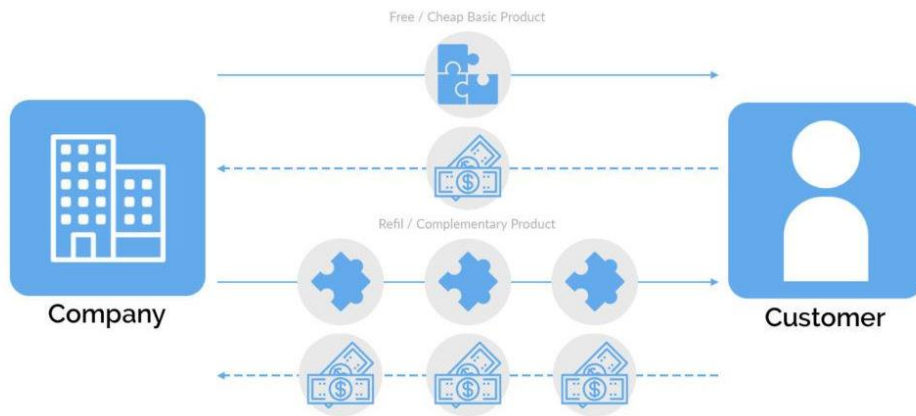 Free / Cheap Basic Product
Refil / Complementary Product
Company
Customer